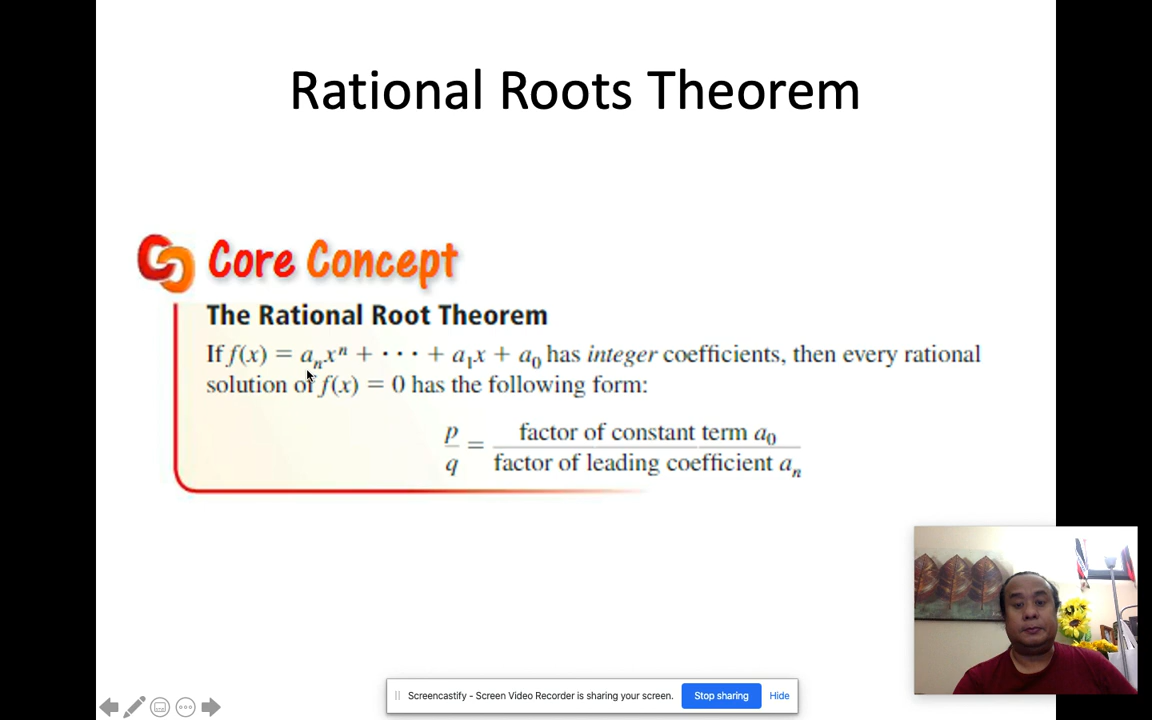 Rational Roots Theorem
Core Concept
The Rational Root Theorem
If f(x) = aₙxⁿ + · · · + a₁x + a₀ has integer coefficients, then every rational
solution of f(x) = 0 has the following form:
p/q = factor of constant term a₀ / factor of leading coefficient aₙ
Screencastify - Screen Video Recorder is sharing your screen. Stop sharing Hide